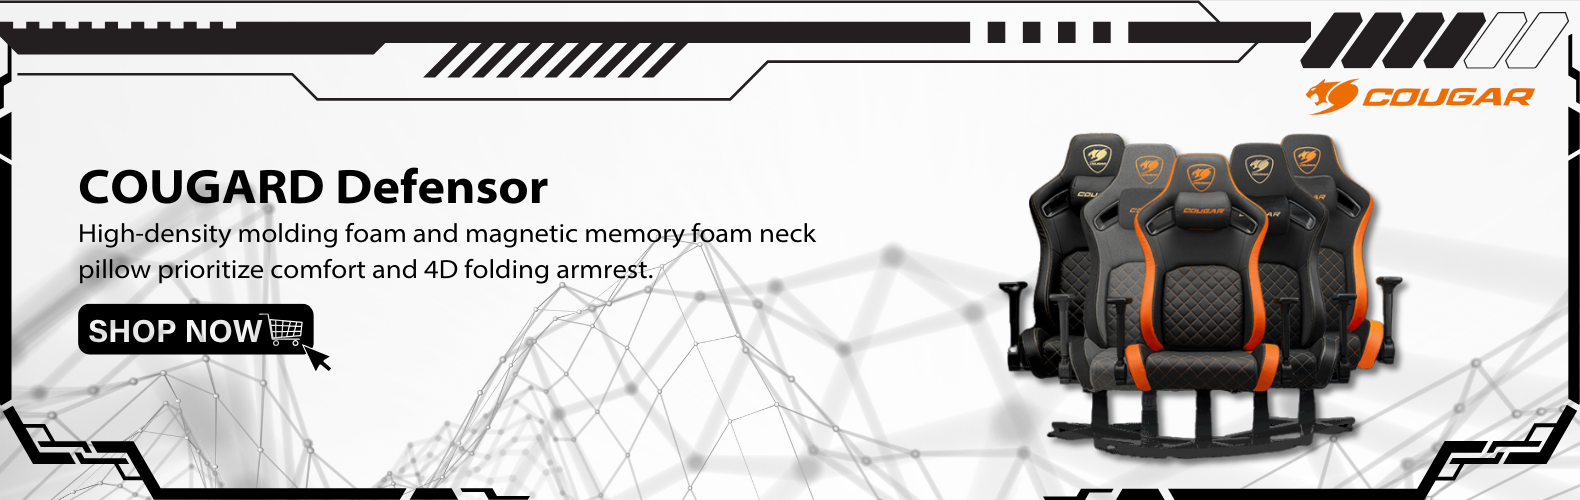 COUGAR
COUGARD Defensor
High-density molding foam and magnetic memory foam neck
pillow prioritize comfort and 4D folding armrest.
SHOP NOW
COUGAR